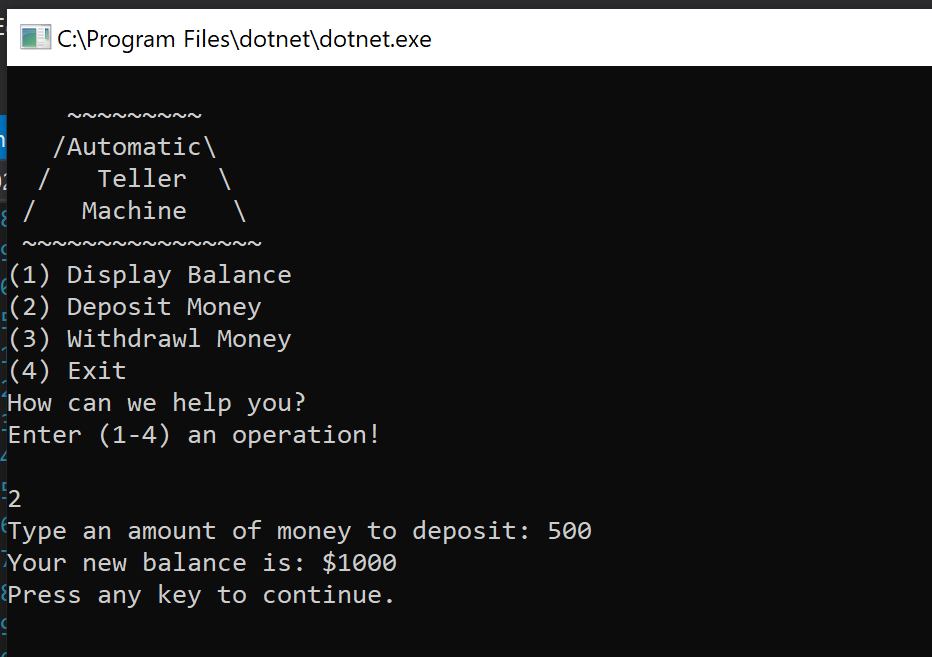 C:\Program Files\dotnet\dotnet.exe
~~~~~~~~~
/Automatic\
/   Teller  \
/   Machine   \
~~~~~~~~~~~~~~~~
(1) Display Balance
(2) Deposit Money
(3) Withdrawl Money
(4) Exit
How can we help you?
Enter (1-4) an operation!
2
Type an amount of money to deposit: 500
Your new balance is: $1000
Press any key to continue.